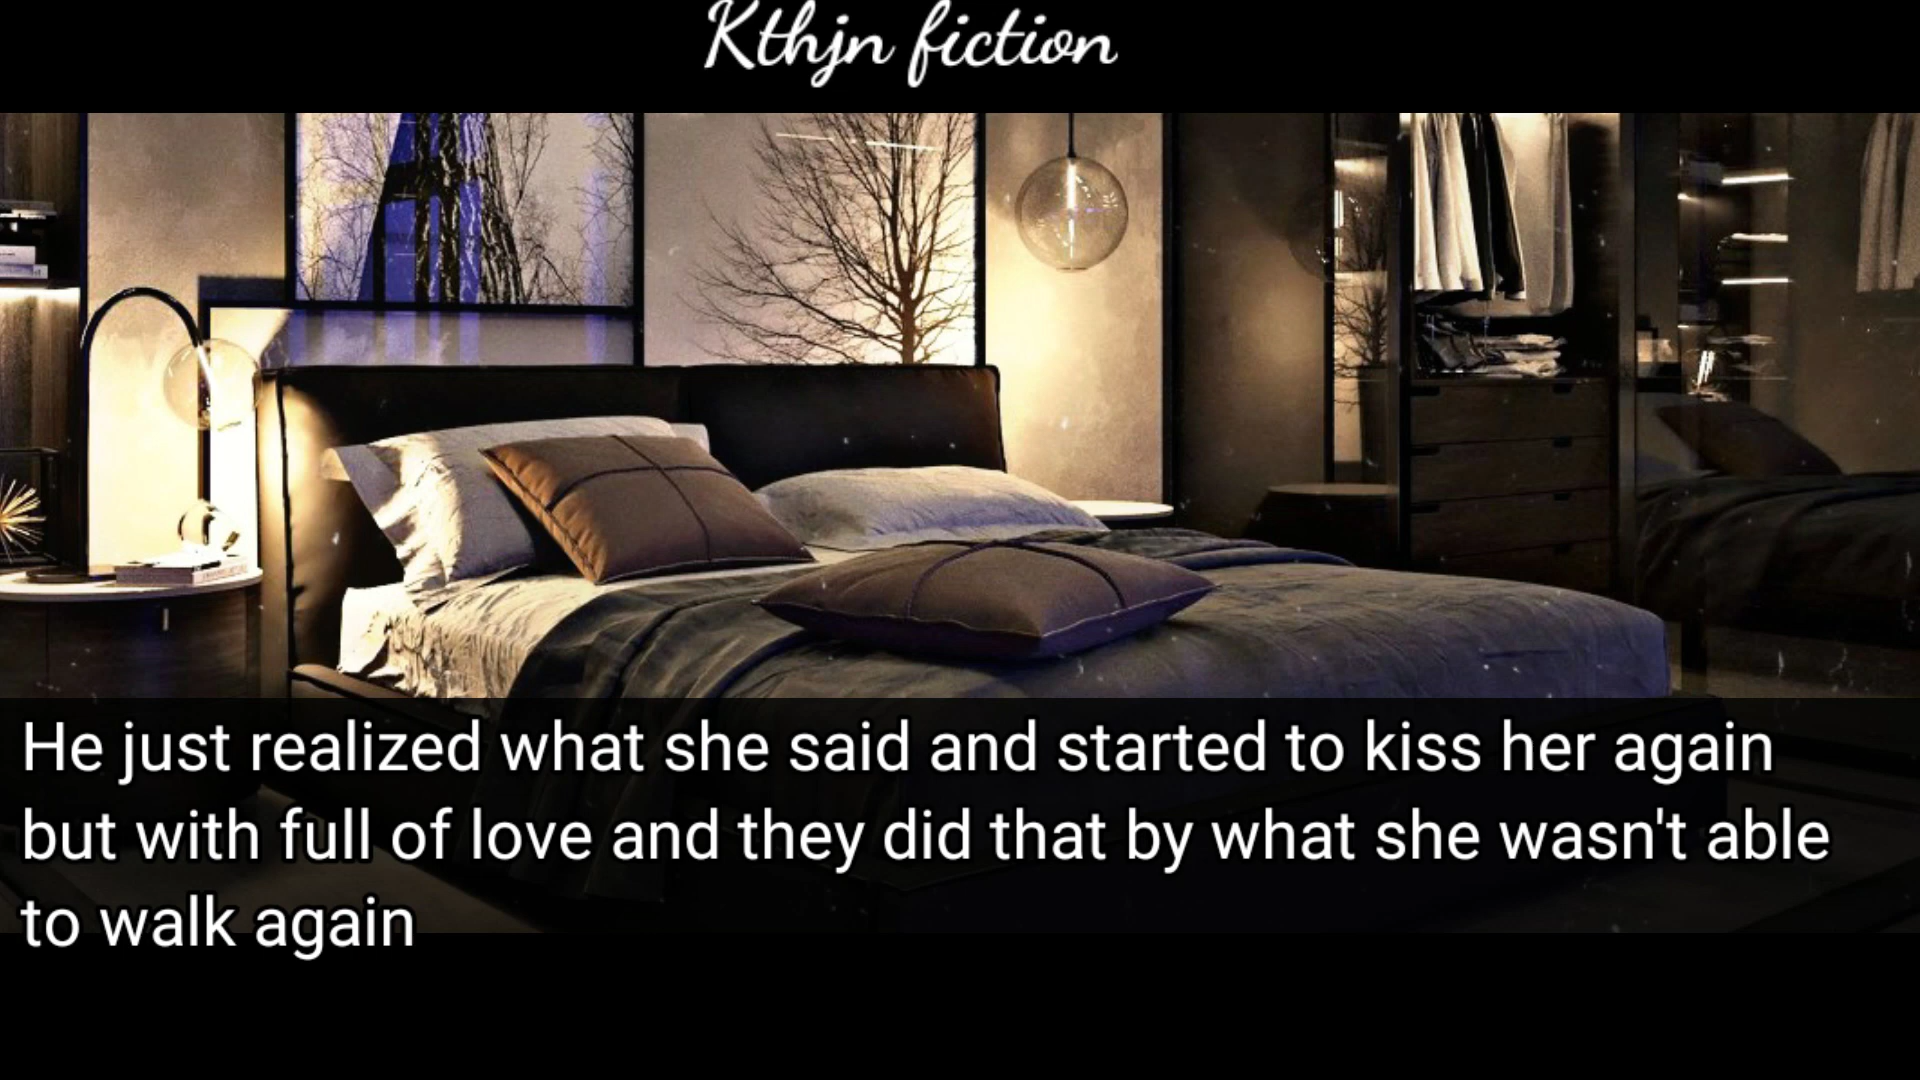 Kthjn fiction
He just realized what she said and started to kiss her again
but with full of love and they did that by what she wasn't able
to walk again